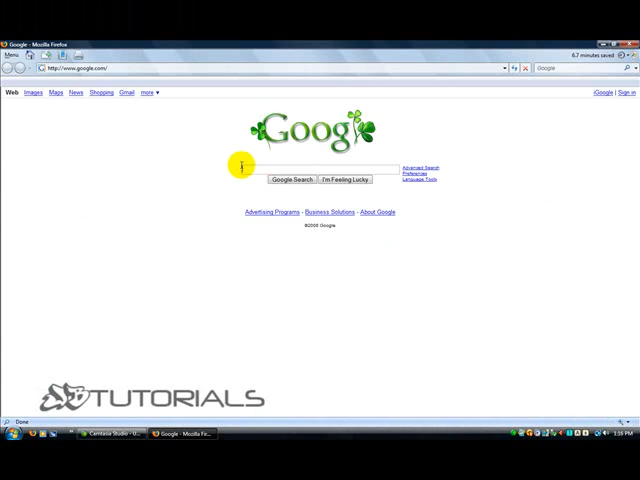 Google - Mozilla Firefox
Menu
6.7 minutes saved
http://www.google.com/
Google
Web Images Maps News Shopping Gmail more ▼
iGoogle | Sign in
Goog
Advanced Search
Preferences
Language Tools
Google Search I'm Feeling Lucky
Advertising Programs - Business Solutions - About Google
©2008 Google
TUTORIALS
Done
Camtasia Studio - U...
Google - Mozilla Fir...
1:16 PM